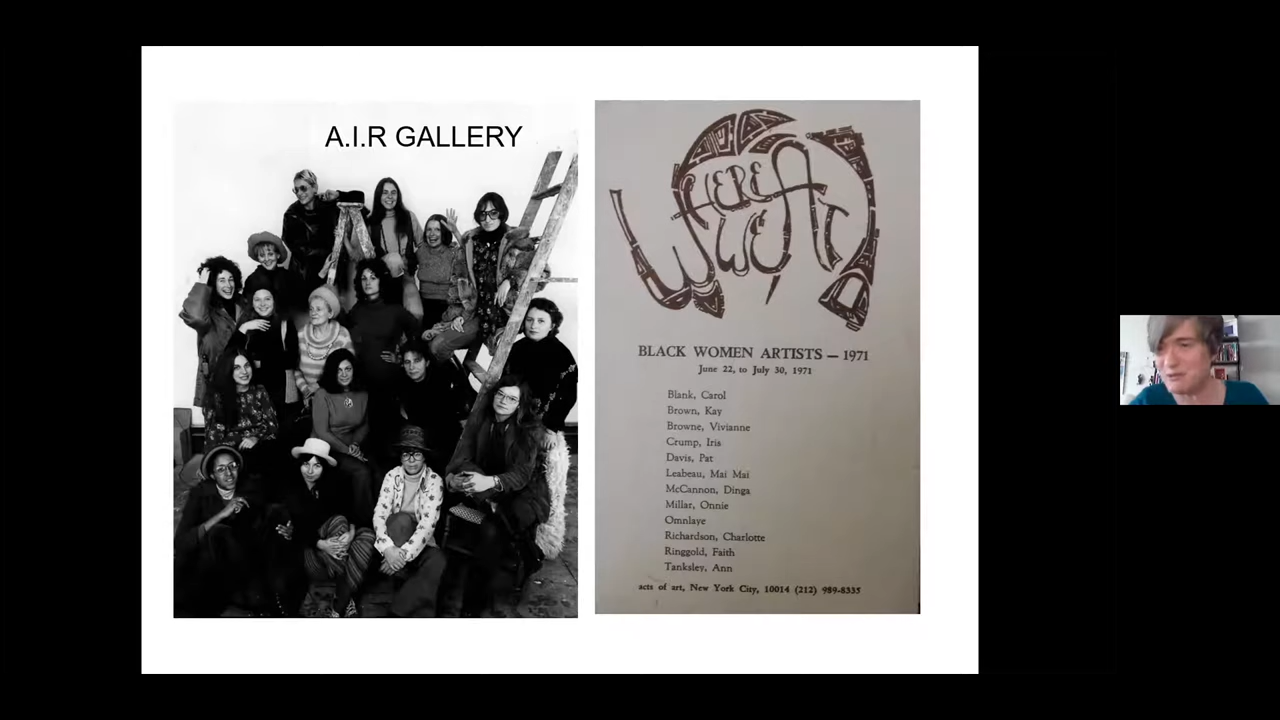 A.I.R GALLERY
WHERE
WE AT
BLACK WOMEN ARTISTS — 1971
June 22, to July 30, 1971
Blank, Carol
Brown, Kay
Browne, Vivianne
Crump, Iris
Davis, Pat
Leabeau, Mai Mai
McCannon, Dinga
Millar, Onnie
Omnlaye
Richardson, Charlotte
Ringgold, Faith
Tanksley, Ann
acts of art, New York City, 10014 (212) 989-8335